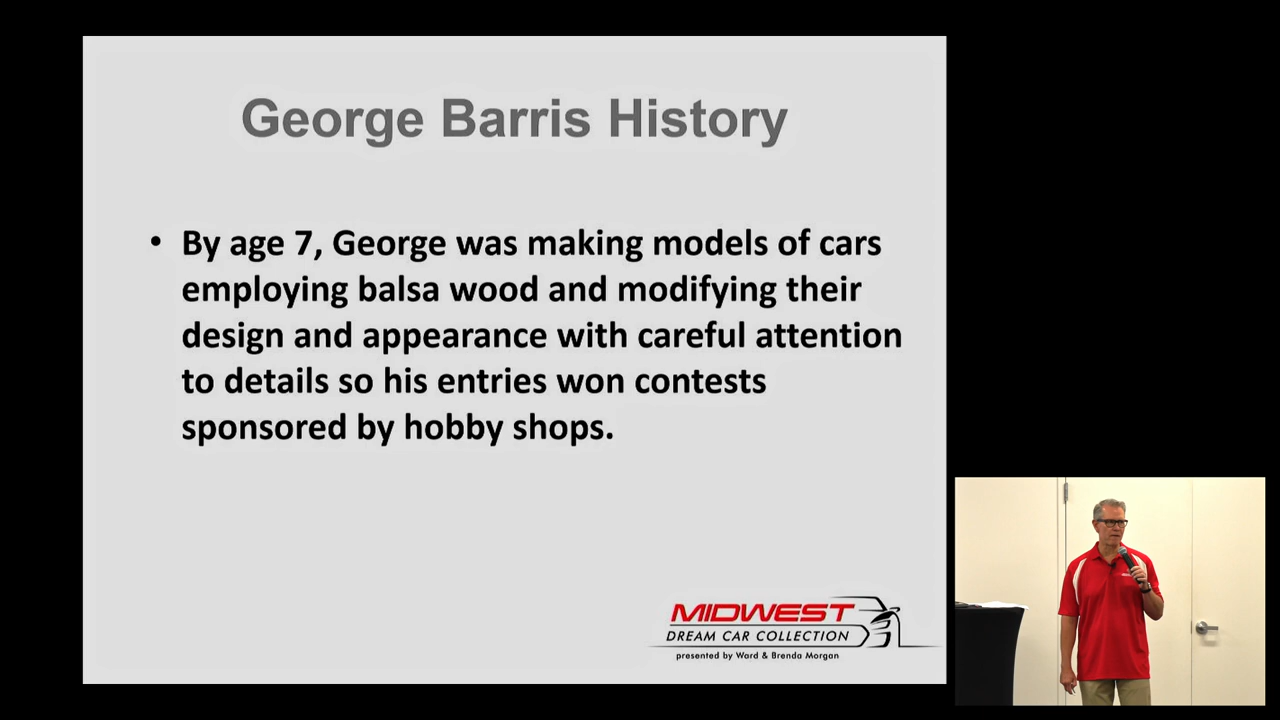 George Barris History
• By age 7, George was making models of cars
employing balsa wood and modifying their
design and appearance with careful attention
to details so his entries won contests
sponsored by hobby shops.
MIDWEST
DREAM CAR COLLECTION
presented by Ward & Brenda Morgan